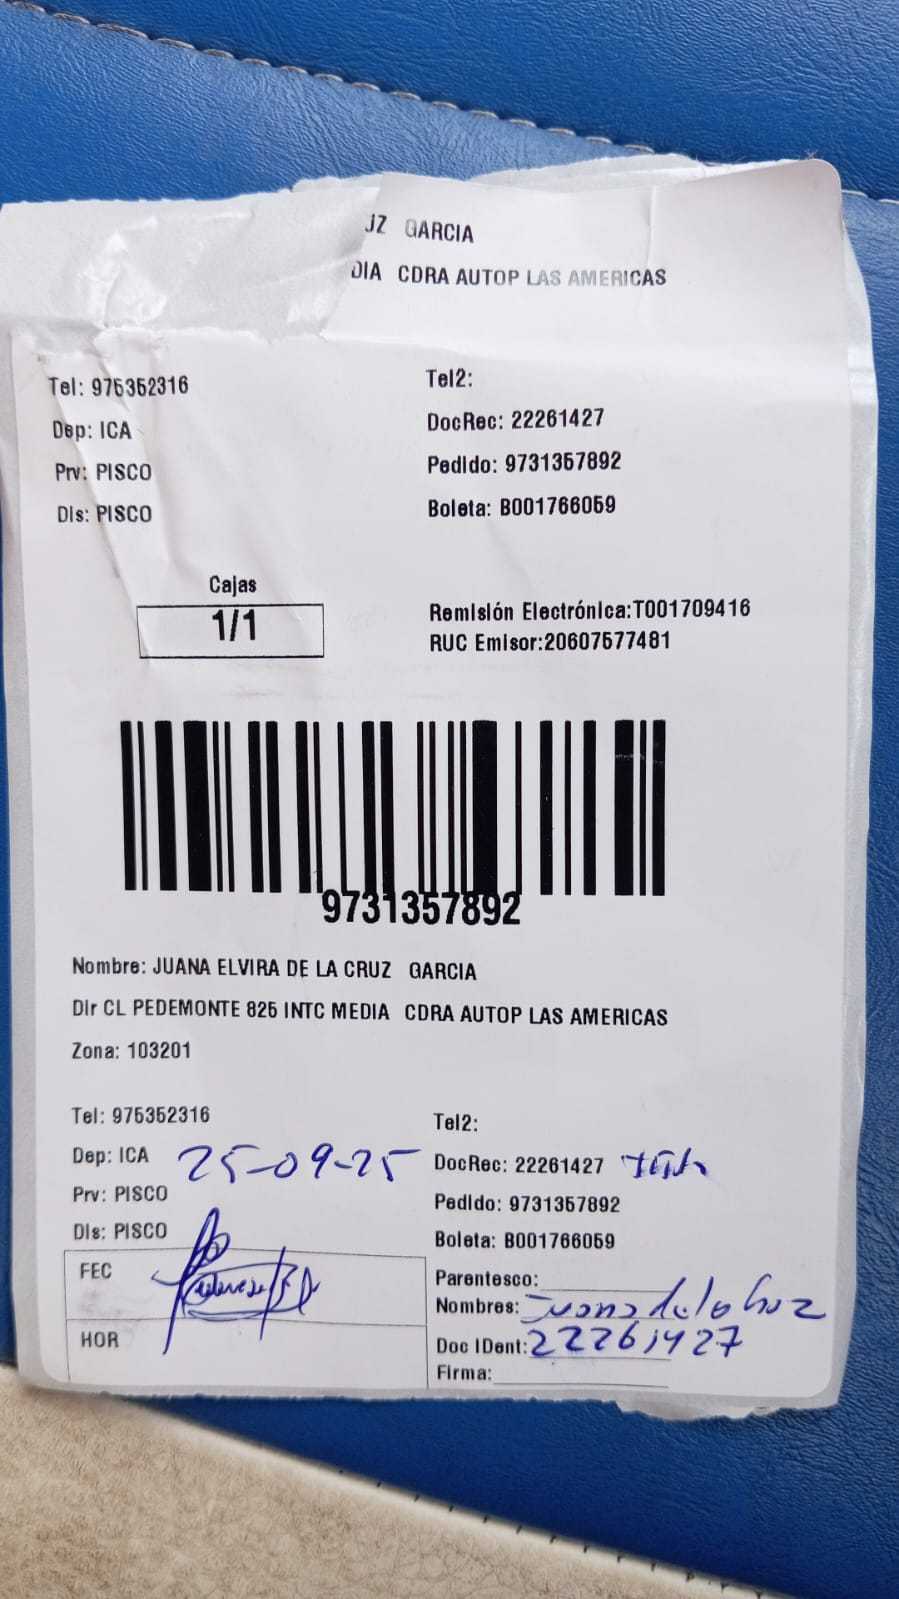 UZ GARCIA
DIA CDRA AUTOP LAS AMERICAS
Tel: 975352316 Tel2:
Dep: ICA DocRec: 22261427
Prv: PISCO Pedido: 9731357892
Dis: PISCO Boleta: B001766059
Cajas
1/1
Remisión Electrónica:T001709416
RUC Emisor:20607577481
9731357892
Nombre: JUANA ELVIRA DE LA CRUZ GARCIA
Dir CL PEDEMONTE 825 INTC MEDIA CDRA AUTOP LAS AMERICAS
Zona: 103201
Tel: 975352316 Tel2:
Dep: ICA 25-09-25 DocRec: 22261427
Prv: PISCO Pedido: 9731357892
Dis: PISCO Boleta: B001766059
FEC Parentesco:
Nombres: Juana de la Cruz
HOR Doc IDent: 22261427
Firma: